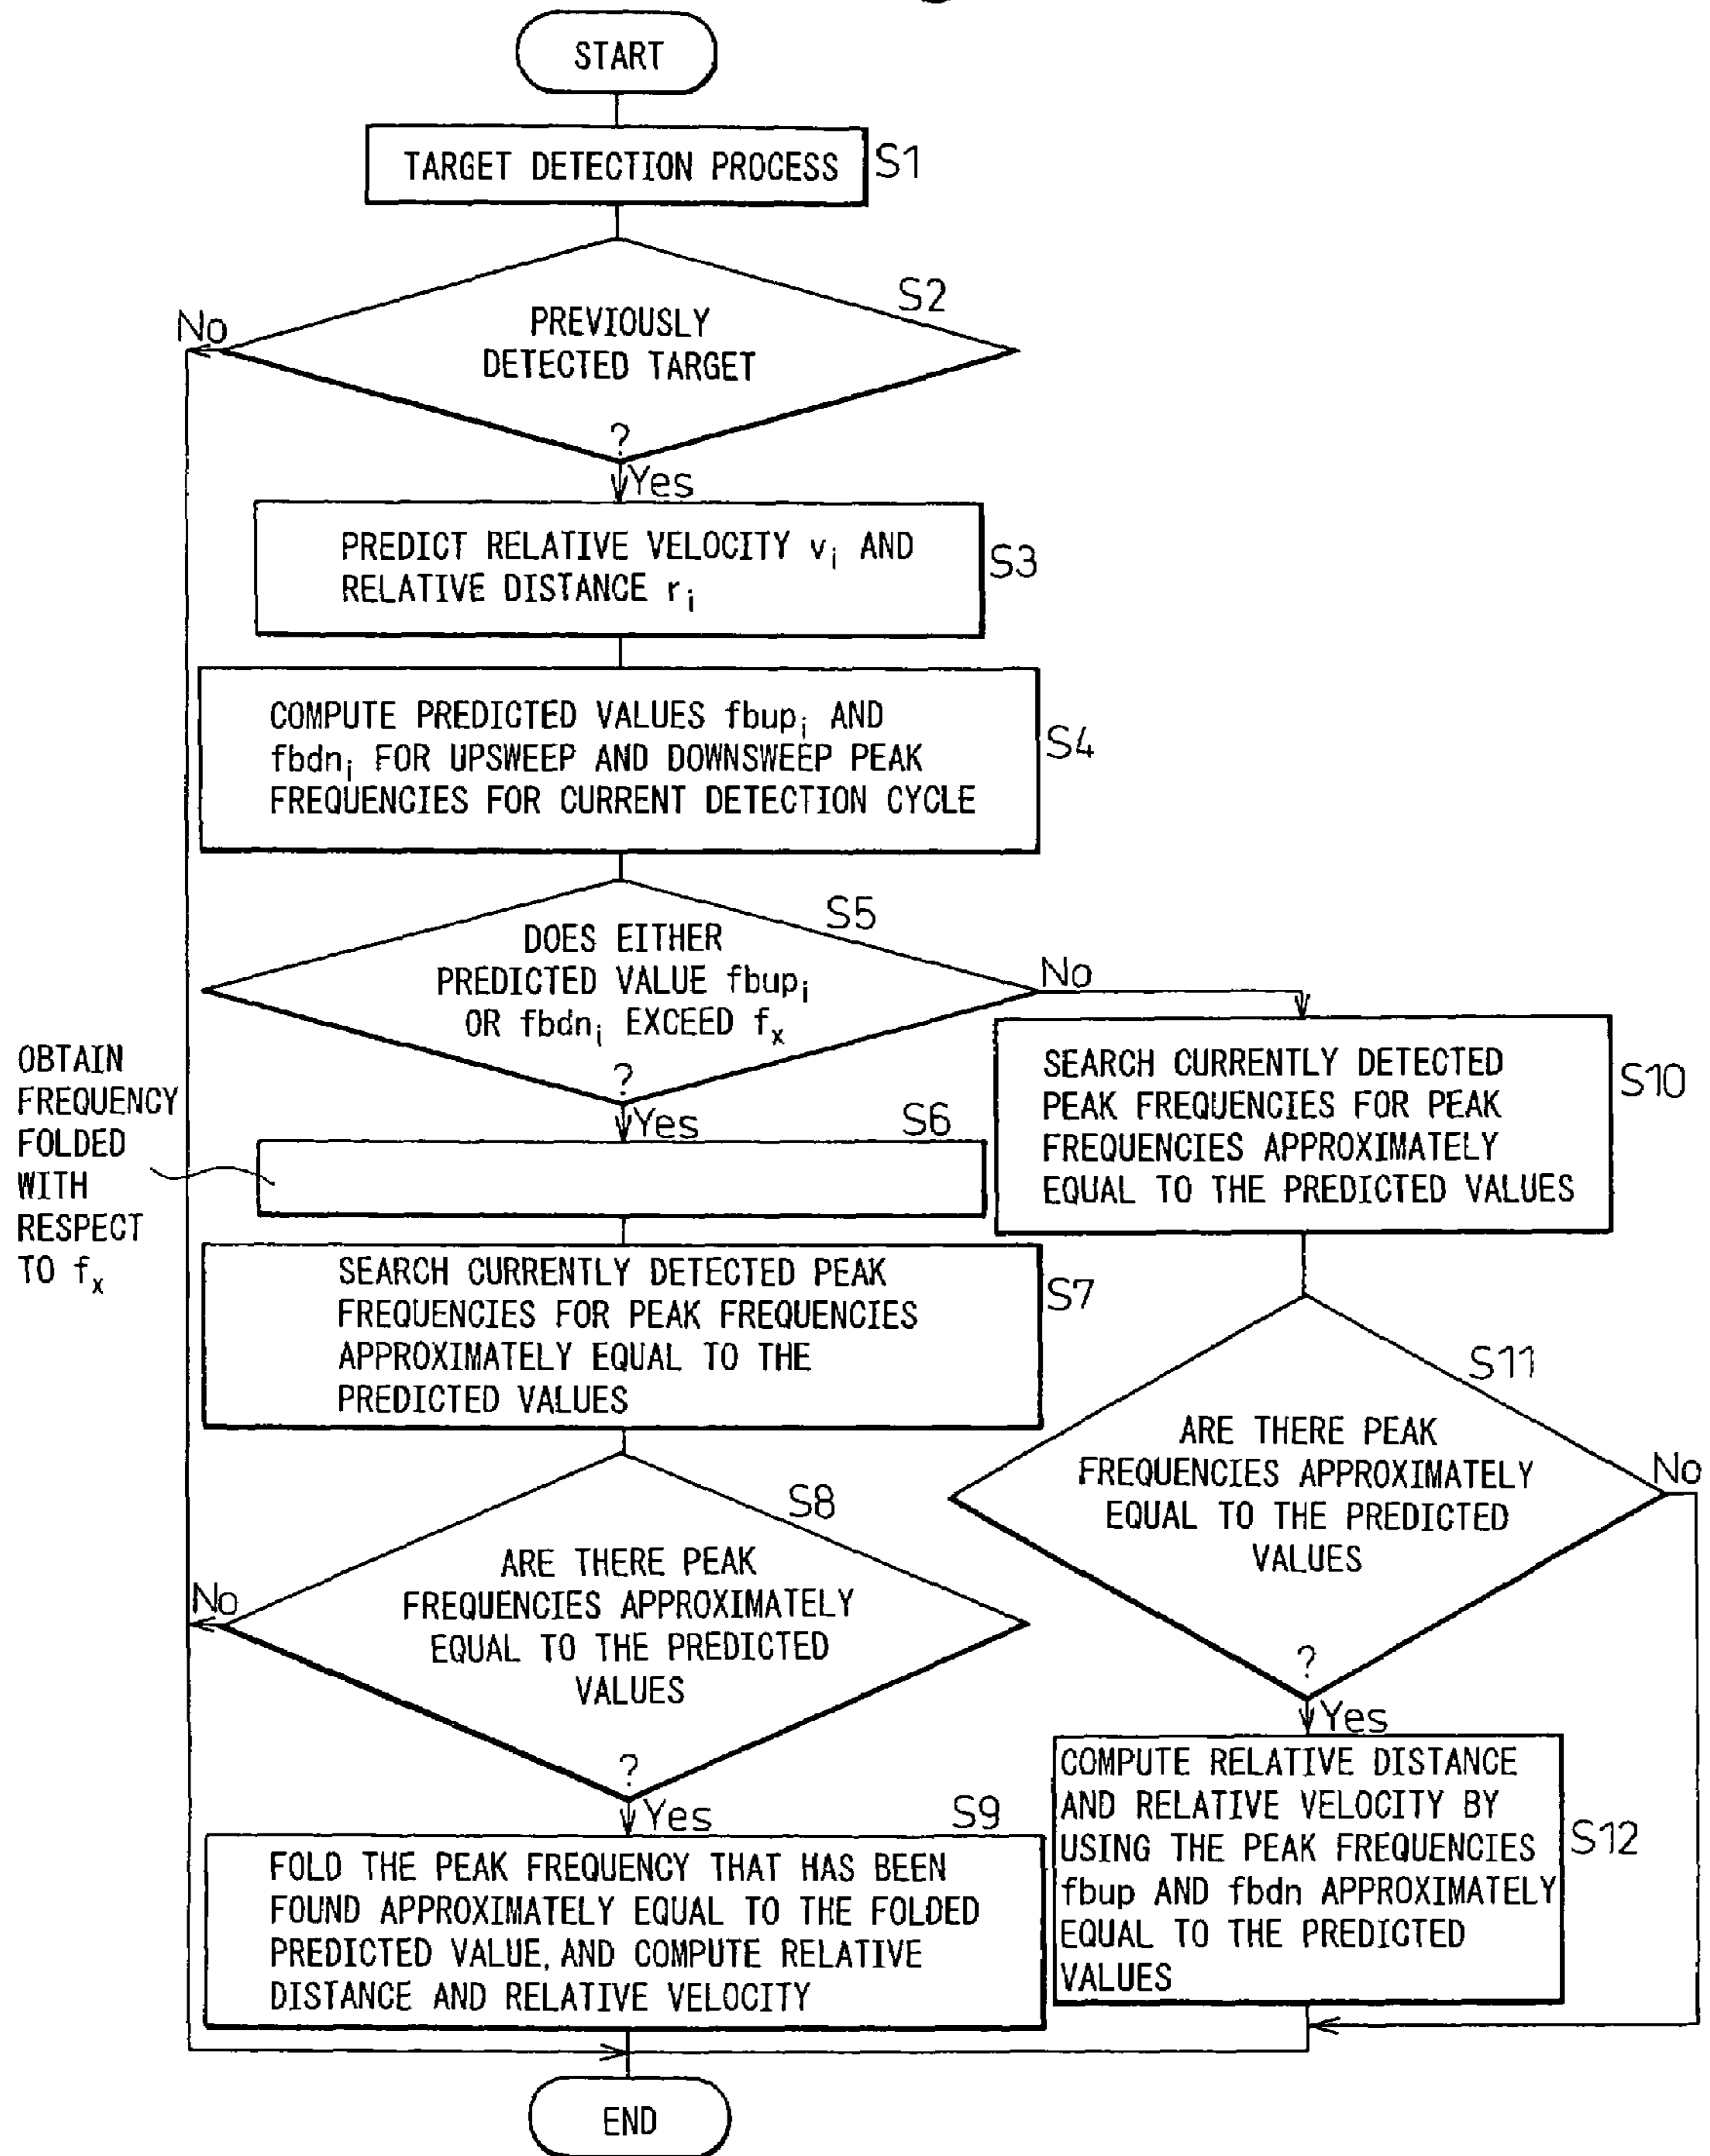 START
TARGET DETECTION PROCESS
S1
S2
No
PREVIOUSLY
DETECTED TARGET
?
Yes
PREDICT RELATIVE VELOCITY vi AND
RELATIVE DISTANCE ri
S3
COMPUTE PREDICTED VALUES fbupi AND
fbdni FOR UPSWEEP AND DOWNSWEEP PEAK
FREQUENCIES FOR CURRENT DETECTION CYCLE
S4
S5
DOES EITHER
PREDICTED VALUE fbupi
OR fbdni EXCEED fx
?
No
Yes
OBTAIN
FREQUENCY
FOLDED
WITH
RESPECT
TO fx
S6
SEARCH CURRENTLY DETECTED PEAK
FREQUENCIES FOR PEAK FREQUENCIES
APPROXIMATELY EQUAL TO THE
PREDICTED VALUES
S7
S8
ARE THERE PEAK
FREQUENCIES APPROXIMATELY
EQUAL TO THE PREDICTED
VALUES
?
No
Yes
S9
FOLD THE PEAK FREQUENCY THAT HAS BEEN
FOUND APPROXIMATELY EQUAL TO THE FOLDED
PREDICTED VALUE, AND COMPUTE RELATIVE
DISTANCE AND RELATIVE VELOCITY
SEARCH CURRENTLY DETECTED
PEAK FREQUENCIES FOR PEAK
FREQUENCIES APPROXIMATELY
EQUAL TO THE PREDICTED VALUES
S10
S11
ARE THERE PEAK
FREQUENCIES APPROXIMATELY
EQUAL TO THE PREDICTED
VALUES
?
No
Yes
COMPUTE RELATIVE DISTANCE
AND RELATIVE VELOCITY BY
USING THE PEAK FREQUENCIES
fbup AND fbdn APPROXIMATELY
EQUAL TO THE PREDICTED
VALUES
S12
END